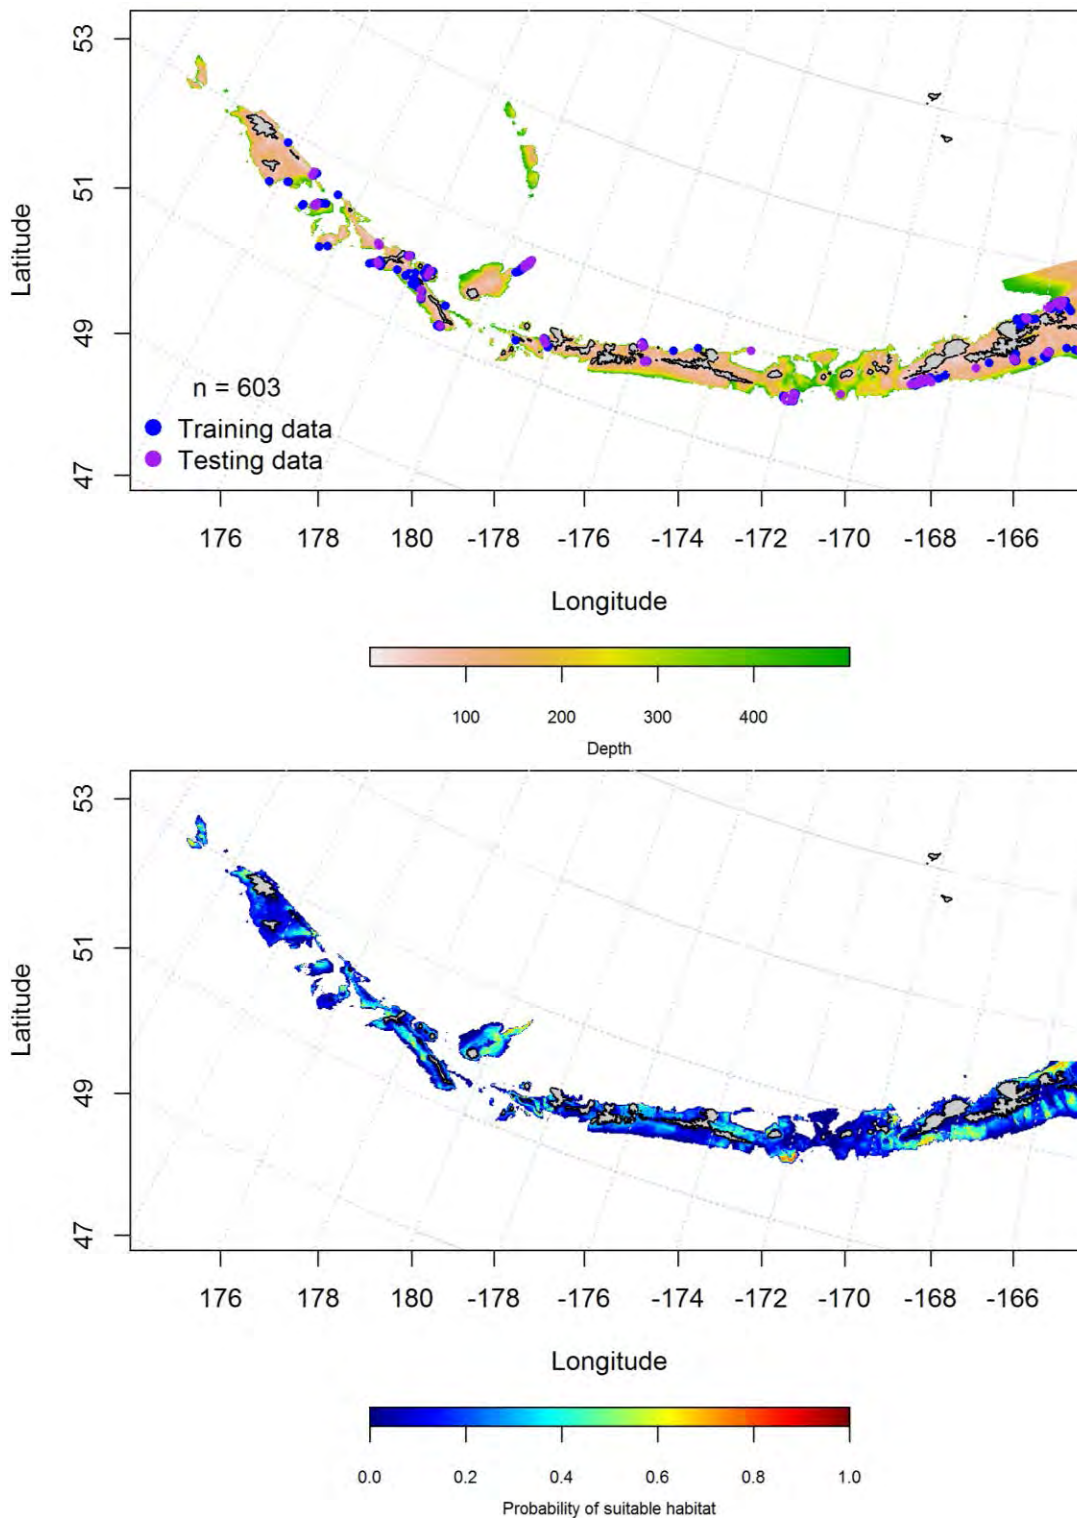 53
51
49
47
Latitude
n = 603
Training data
Testing data
176 178 180 -178 -176 -174 -172 -170 -168 -166
Longitude
100 200 300 400
Depth
53
51
49
47
Latitude
176 178 180 -178 -176 -174 -172 -170 -168 -166
Longitude
0.0 0.2 0.4 0.6 0.8 1.0
Probability of suitable habitat